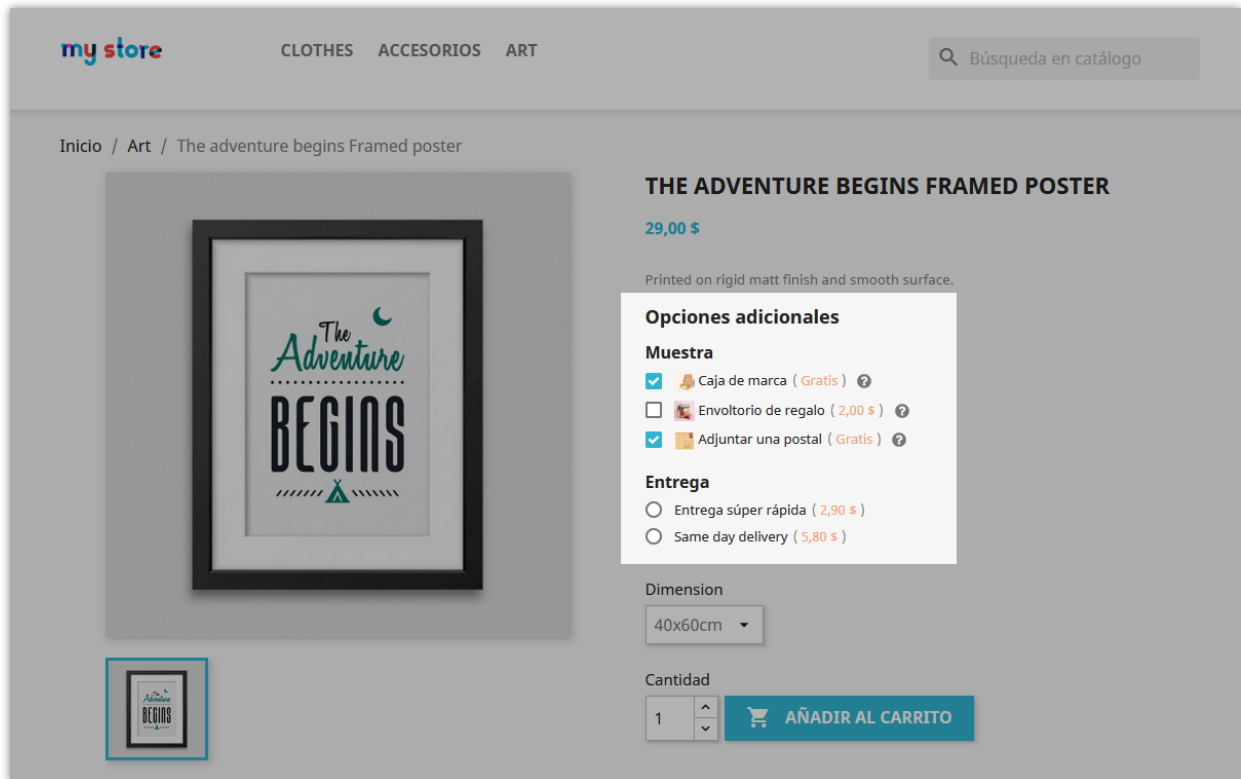 my store
CLOTHES ACCESORIOS ART
Búsqueda en catálogo
Inicio / Art / The adventure begins Framed poster
The
Adventure
BEGINS
The
Adventure
BEGINS
THE ADVENTURE BEGINS FRAMED POSTER
29,00 $
Printed on rigid matt finish and smooth surface.
Opciones adicionales
Muestra
Caja de marca ( Gratis ) ?
Envoltorio de regalo ( 2,00 $ ) ?
Adjuntar una postal ( Gratis ) ?
Entrega
Entrega súper rápida ( 2,90 $ )
Same day delivery ( 5,80 $ )
Dimension
40x60cm
Cantidad
1
AÑADIR AL CARRITO